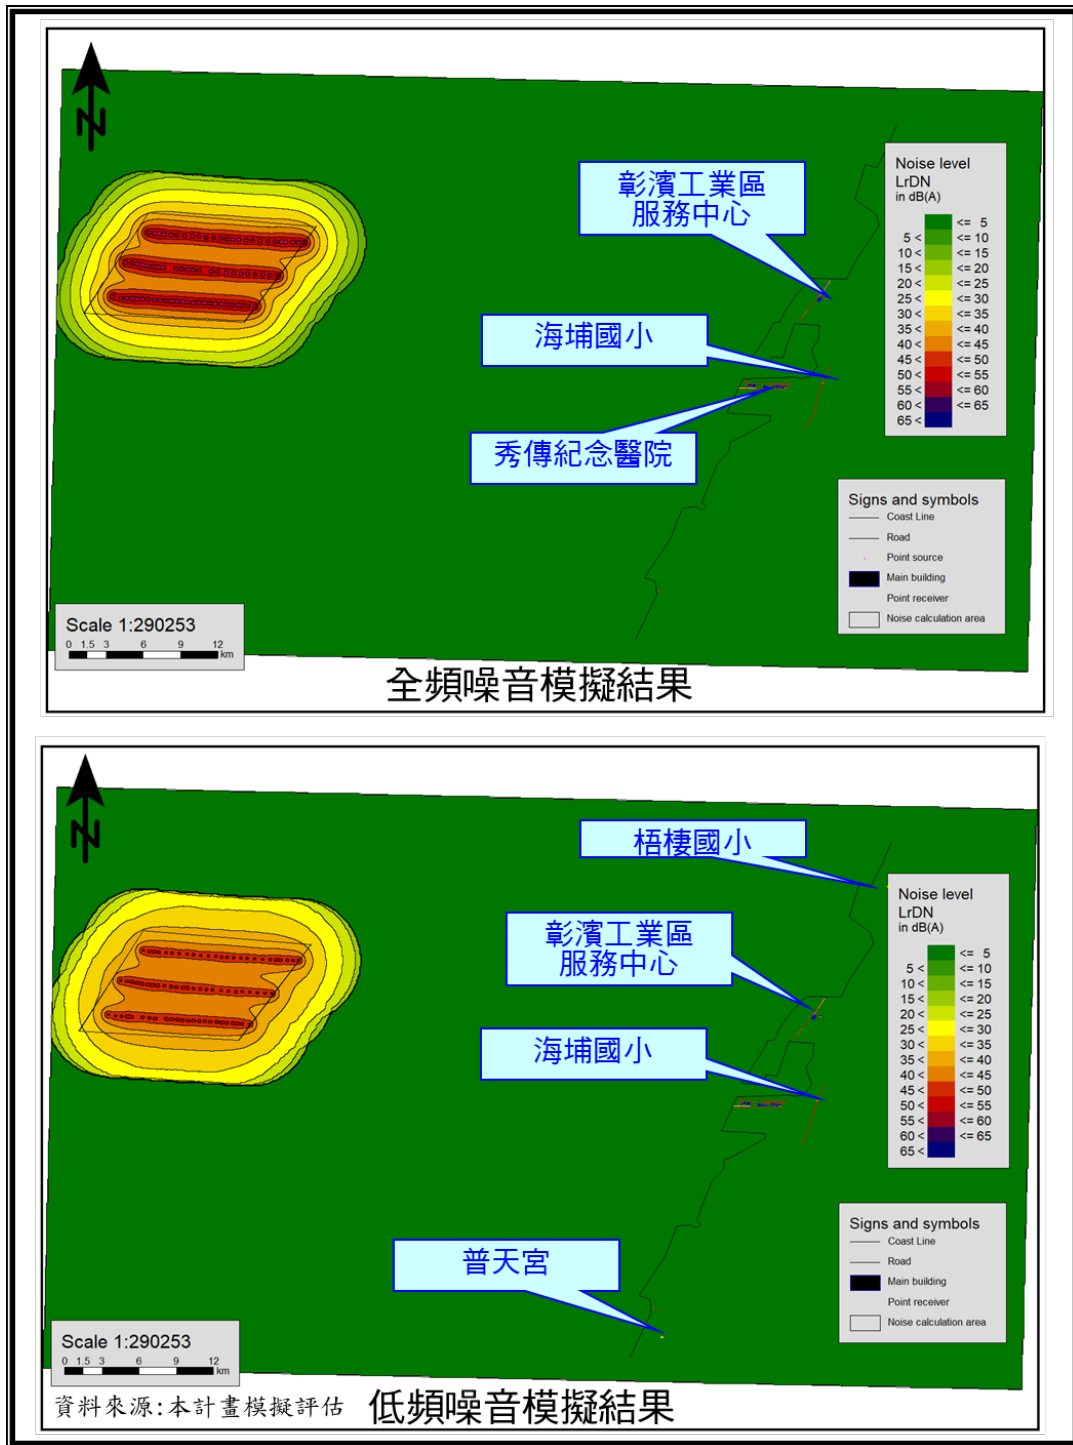 N
彰濱工業區
服務中心
海埔國小
秀傳紀念醫院
Noise level
LrDN
in dB(A)
<= 5
5 < <= 10
10 < <= 15
15 < <= 20
20 < <= 25
25 < <= 30
30 < <= 35
35 < <= 40
40 < <= 45
45 < <= 50
50 < <= 55
55 < <= 60
60 < <= 65
65 <
Signs and symbols
Coast Line
Road
Point source
Main building
Point receiver
Noise calculation area
Scale 1:290253
0 1.5 3 6 9 12
km
全頻噪音模擬結果
N
梧棲國小
彰濱工業區
服務中心
海埔國小
普天宮
Noise level
LrDN
in dB(A)
<= 5
5 < <= 10
10 < <= 15
15 < <= 20
20 < <= 25
25 < <= 30
30 < <= 35
35 < <= 40
40 < <= 45
45 < <= 50
50 < <= 55
55 < <= 60
60 < <= 65
65 <
Signs and symbols
Coast Line
Road
Main building
Point receiver
Noise calculation area
Scale 1:290253
0 1.5 3 6 9 12
km
資料來源:本計畫模擬評估
低頻噪音模擬結果